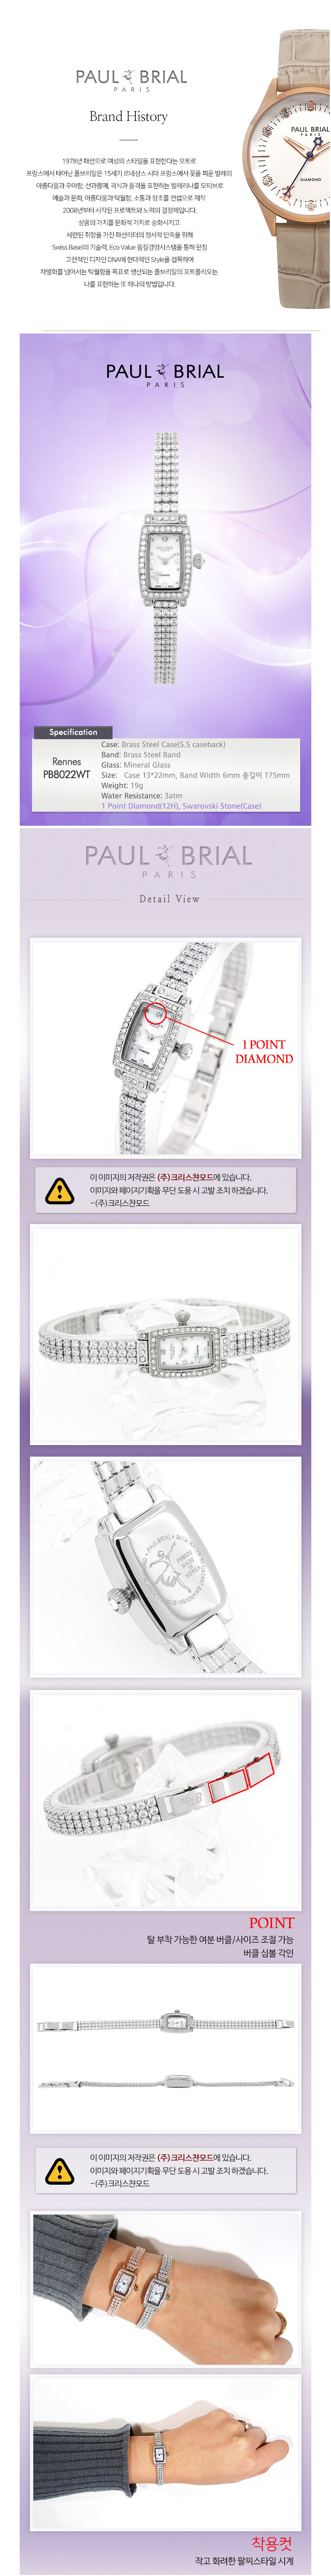 PAUL BRIAL
PARIS
Brand History
1978년 패션으로 여성의 스타일을 표현한다는 모토로
프랑스에서 태어난 폴브리알은 15세기 르네상스 시대 프랑스에서 꽃을 피운 발레의
아름다움과 우아함, 선과 몸매, 격식과 품격을 표현하는 발레리나를 모티브로
예술과 문화, 아름다움과 탁월함, 소통과 창조를 컨셉으로 제작
2008년부터 시작된 프로젝트와 노력의 결정체입니다.
상품의 가치를 문화적 가치로 승화시키고
세련된 취향을 가진 패션리더의 정서적 만족을 위해
Swiss Basel의 기술력, Eco Value 품질경영시스템을 통해 런칭
고전적인 디자인 DNA에 현대적인 Style을 접목하여
차별화를 넘어서는 탁월함을 목표로 생산되는 폴브리알의 포트폴리오는
나를 표현하는 또 하나의 방법입니다.
PAUL BRIAL
PARIS
DIAMOND
PAUL BRIAL
PARIS
Specification
Rennes
PB8022WT
Case: Brass Steel Case(S.S caseback)
Band: Brass Steel Band
Glass: Mineral Glass
Size: Case 13*22mm, Band Width 6mm 총길이 175mm
Weight: 19g
Water Resistance: 3atm
1 Point Diamond(12H), Swarovski Stone(Case)
PAUL BRIAL
PARIS
Detail View
1 POINT
DIAMOND
이 이미지의 저작권은 (주)크리스챤모드에 있습니다.
이미지와 페이지기획을 무단 도용 시 고발 조치 하겠습니다.
-(주)크리스챤모드
POINT
탈 부착 가능한 여분 버클/사이즈 조절 가능
버클 심볼 각인
이 이미지의 저작권은 (주)크리스챤모드에 있습니다.
이미지와 페이지기획을 무단 도용 시 고발 조치 하겠습니다.
-(주)크리스챤모드
착용컷
작고 화려한 팔찌스타일 시계